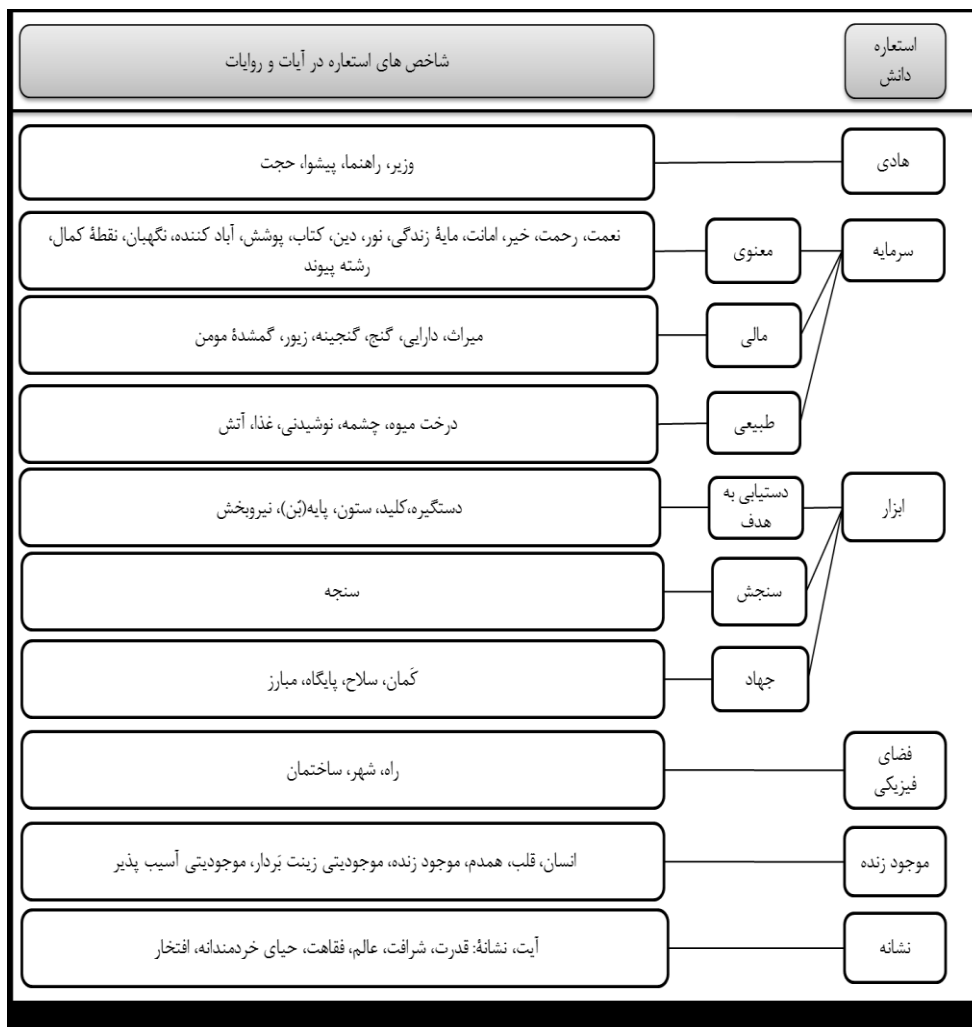 استعاره
دانش
شاخص های استعاره در آیات و روایات
هادی
وزیر، راهنما، پیشوا، حجت
سرمایه
معنوی
نعمت، رحمت، خیر، امانت، مایهٔ زندگی، نور، دین، کتاب، پوشش، آباد کننده، نگهبان، نقطهٔ کمال،
رشته پیوند
مالی
میراث، دارایی، گنج، گنجینه، زیور، گمشدهٔ مومن
طبیعی
درخت میوه، چشمه، نوشیدنی، غذا، آتش
ابزار
دستیابی به
هدف
دستگیره،کلید، ستون، پایه(بُن)، نیروبخش
سنجش
سنجه
جهاد
کَمان، سلاح، پایگاه، مبارز
فضای
فیزیکی
راه، شهر، ساختمان
موجود زنده
انسان، قلب، همدم، موجود زنده، موجودیتی زینت بَردار، موجودیتی آسیب پذیر
نشانه
آیت، نشانهٔ: قدرت، شرافت، عالم، فقاهت، حیای خردمندانه، افتخار